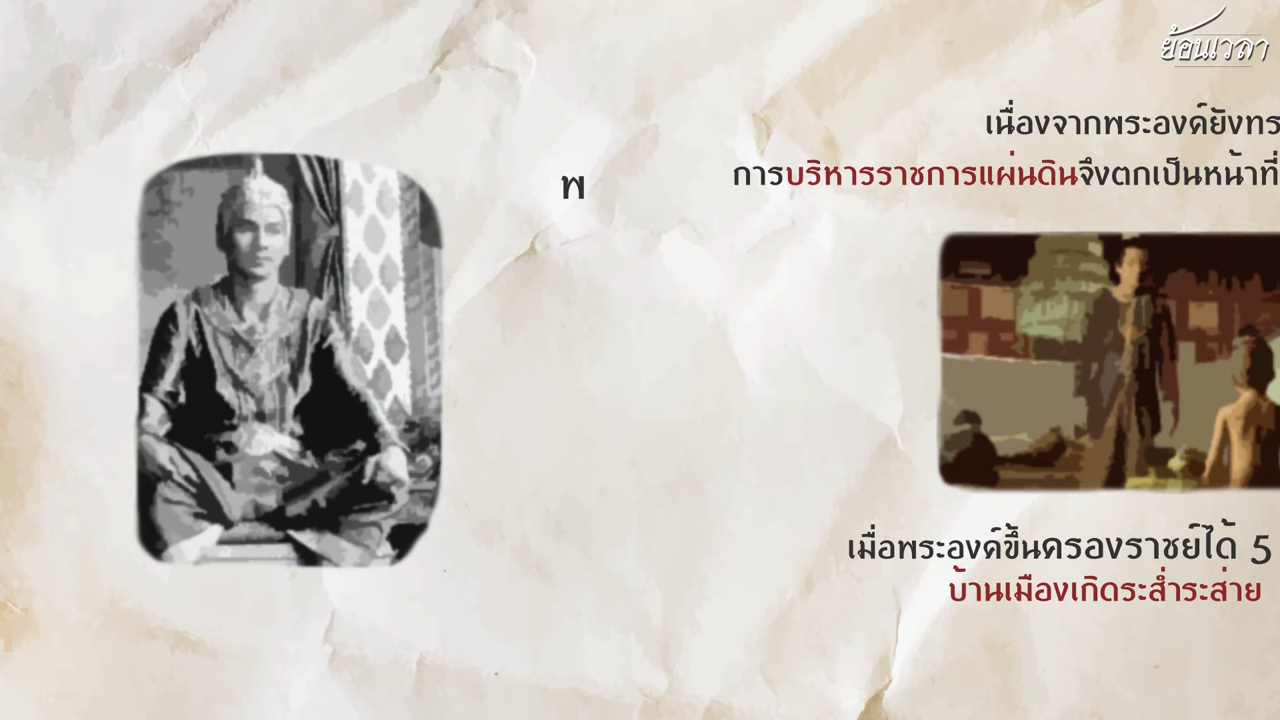 ย้อนเวลา
เนื่องจากพระองค์ยังทร
การบริหารราชการแผ่นดินจึงตกเป็นหน้าที่
พ
เมื่อพระองค์ขึ้นครองราชย์ได้ 5
บ้านเมืองเกิดระส่ำระส่าย